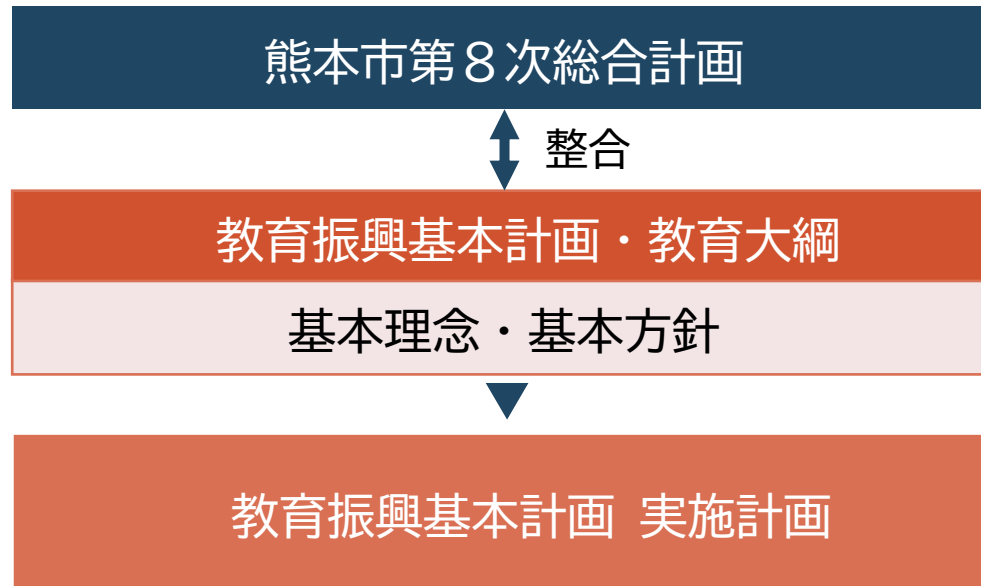 熊本市第８次総合計画
整合
教育振興基本計画・教育大綱
基本理念・基本方針
教育振興基本計画 実施計画